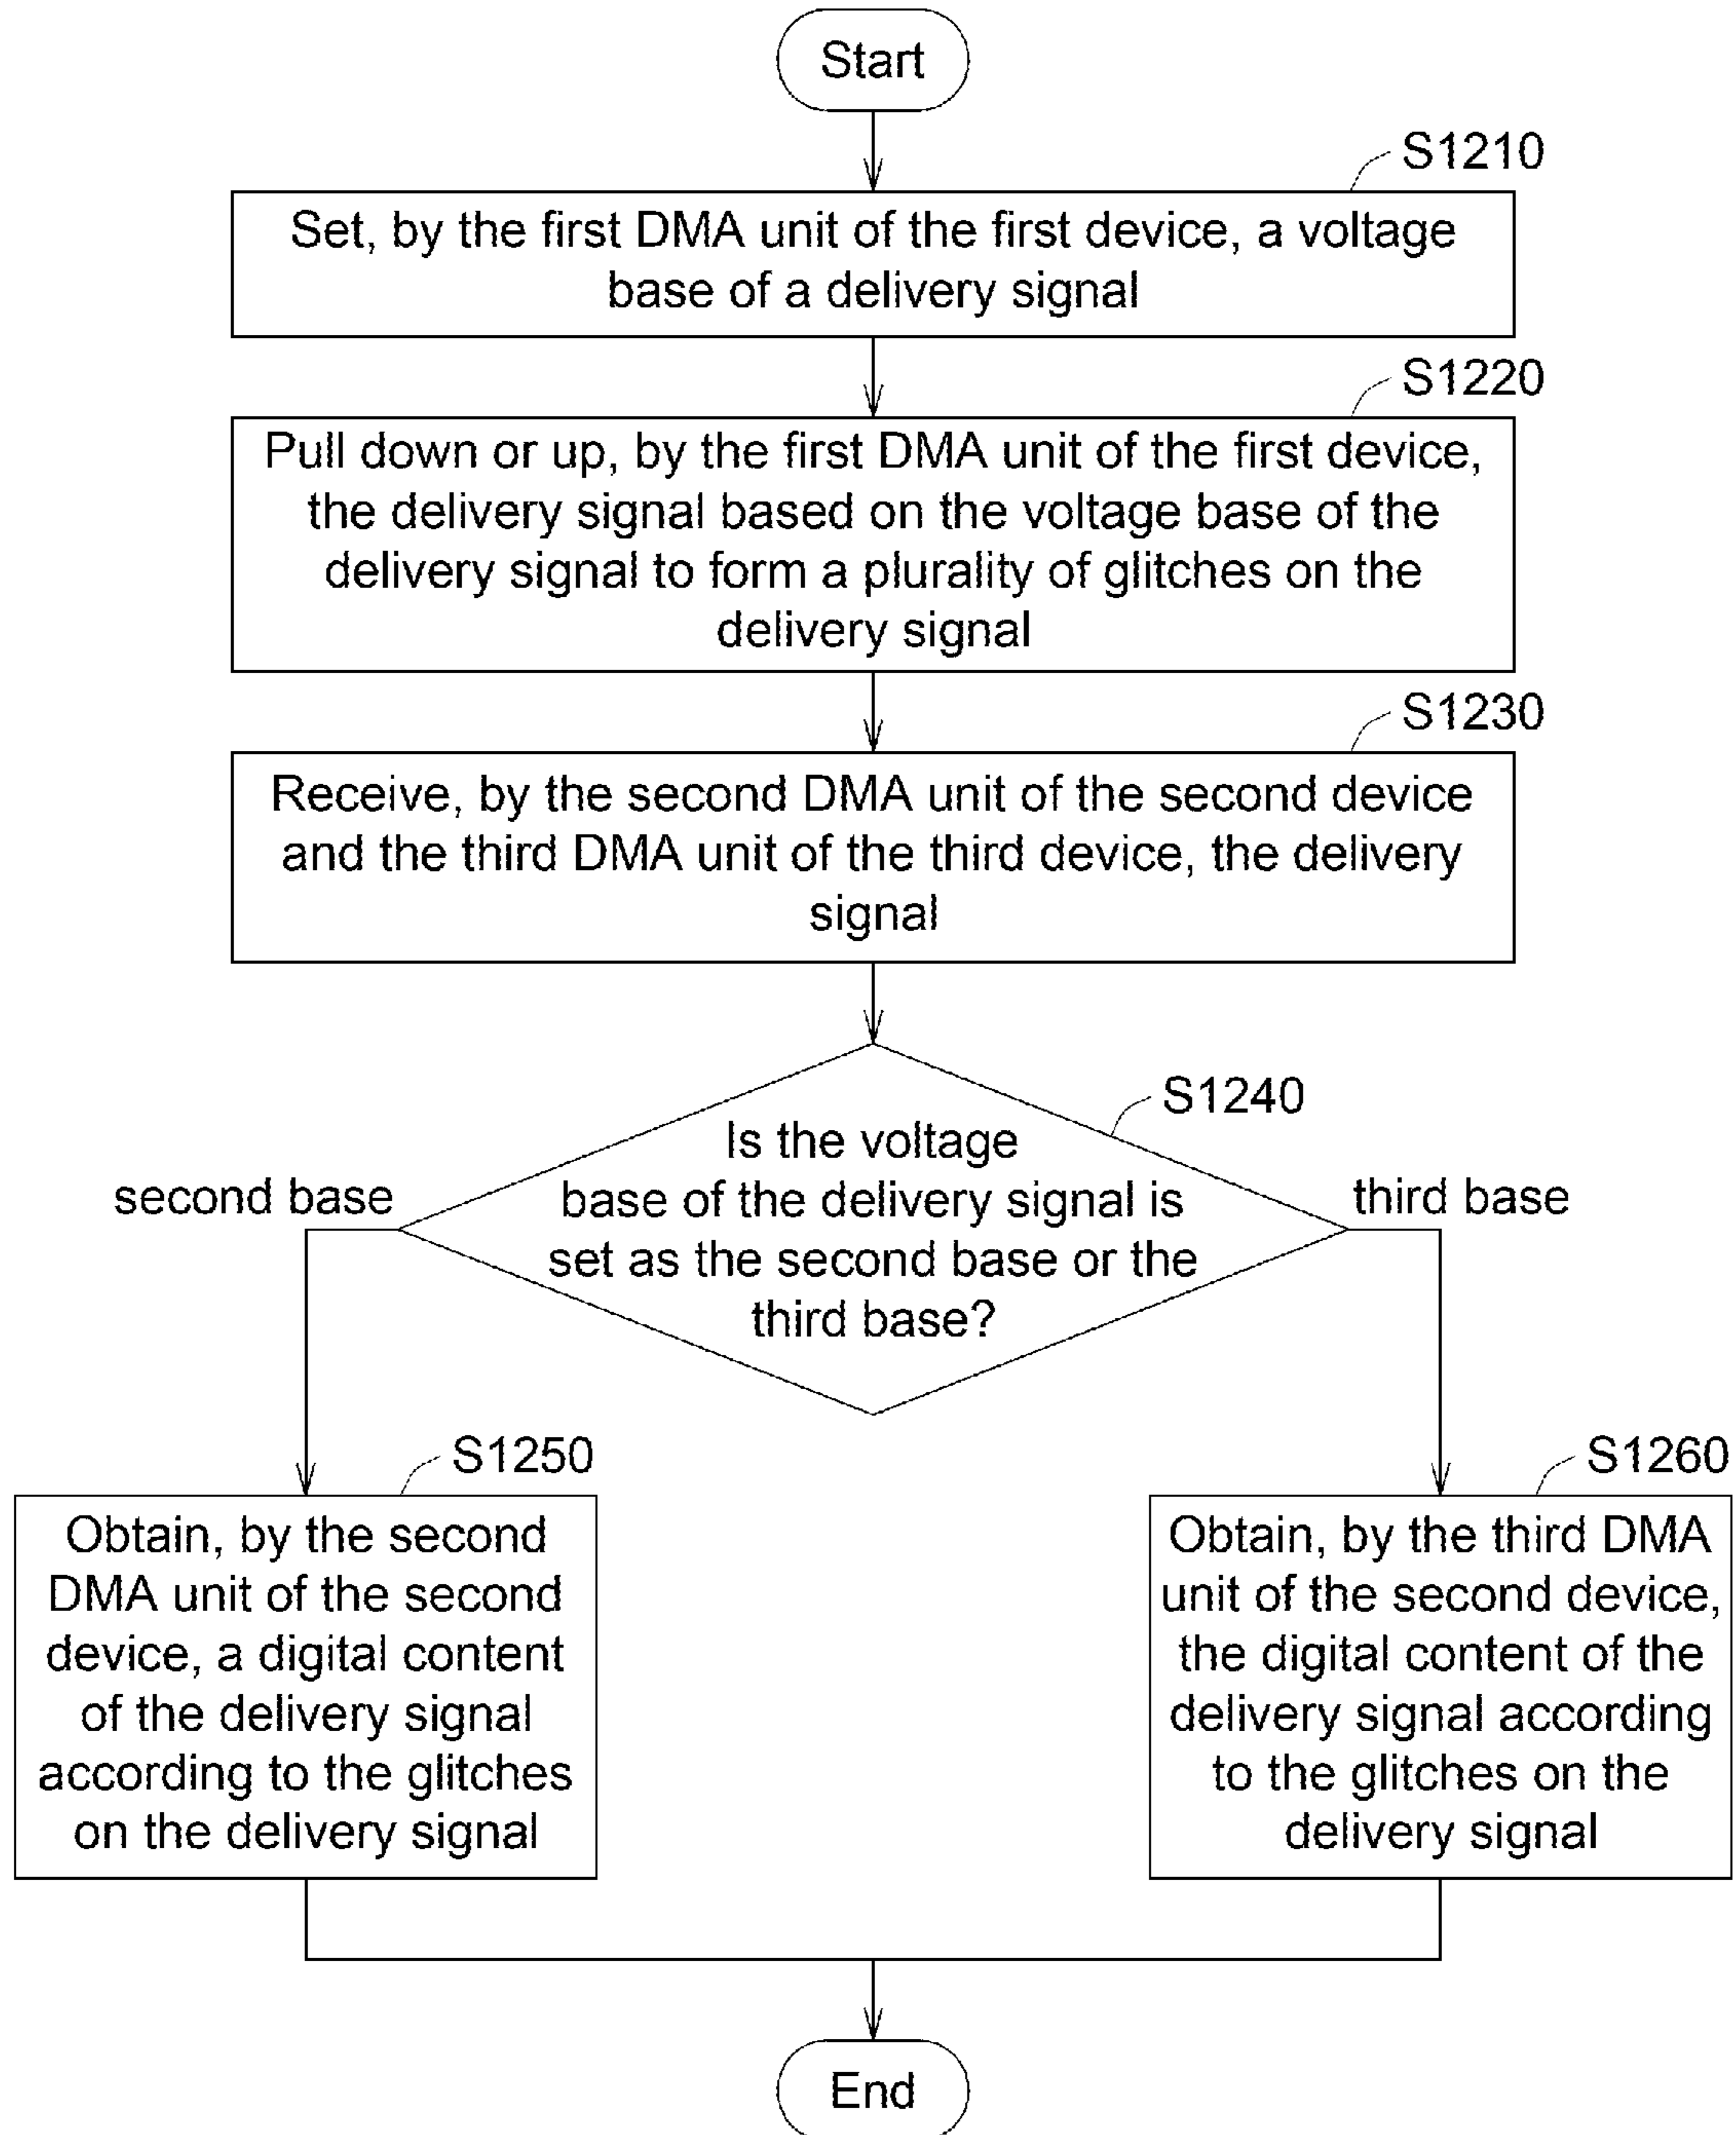 Start
S1210
Set, by the first DMA unit of the first device, a voltage
base of a delivery signal
S1220
Pull down or up, by the first DMA unit of the first device,
the delivery signal based on the voltage base of the
delivery signal to form a plurality of glitches on the
delivery signal
S1230
Receive, by the second DMA unit of the second device
and the third DMA unit of the third device, the delivery
signal
S1240
Is the voltage
base of the delivery signal is
set as the second base or the
third base?
second base
third base
S1250
Obtain, by the second
DMA unit of the second
device, a digital content
of the delivery signal
according to the glitches
on the delivery signal
S1260
Obtain, by the third DMA
unit of the second device,
the digital content of the
delivery signal according
to the glitches on the
delivery signal
End